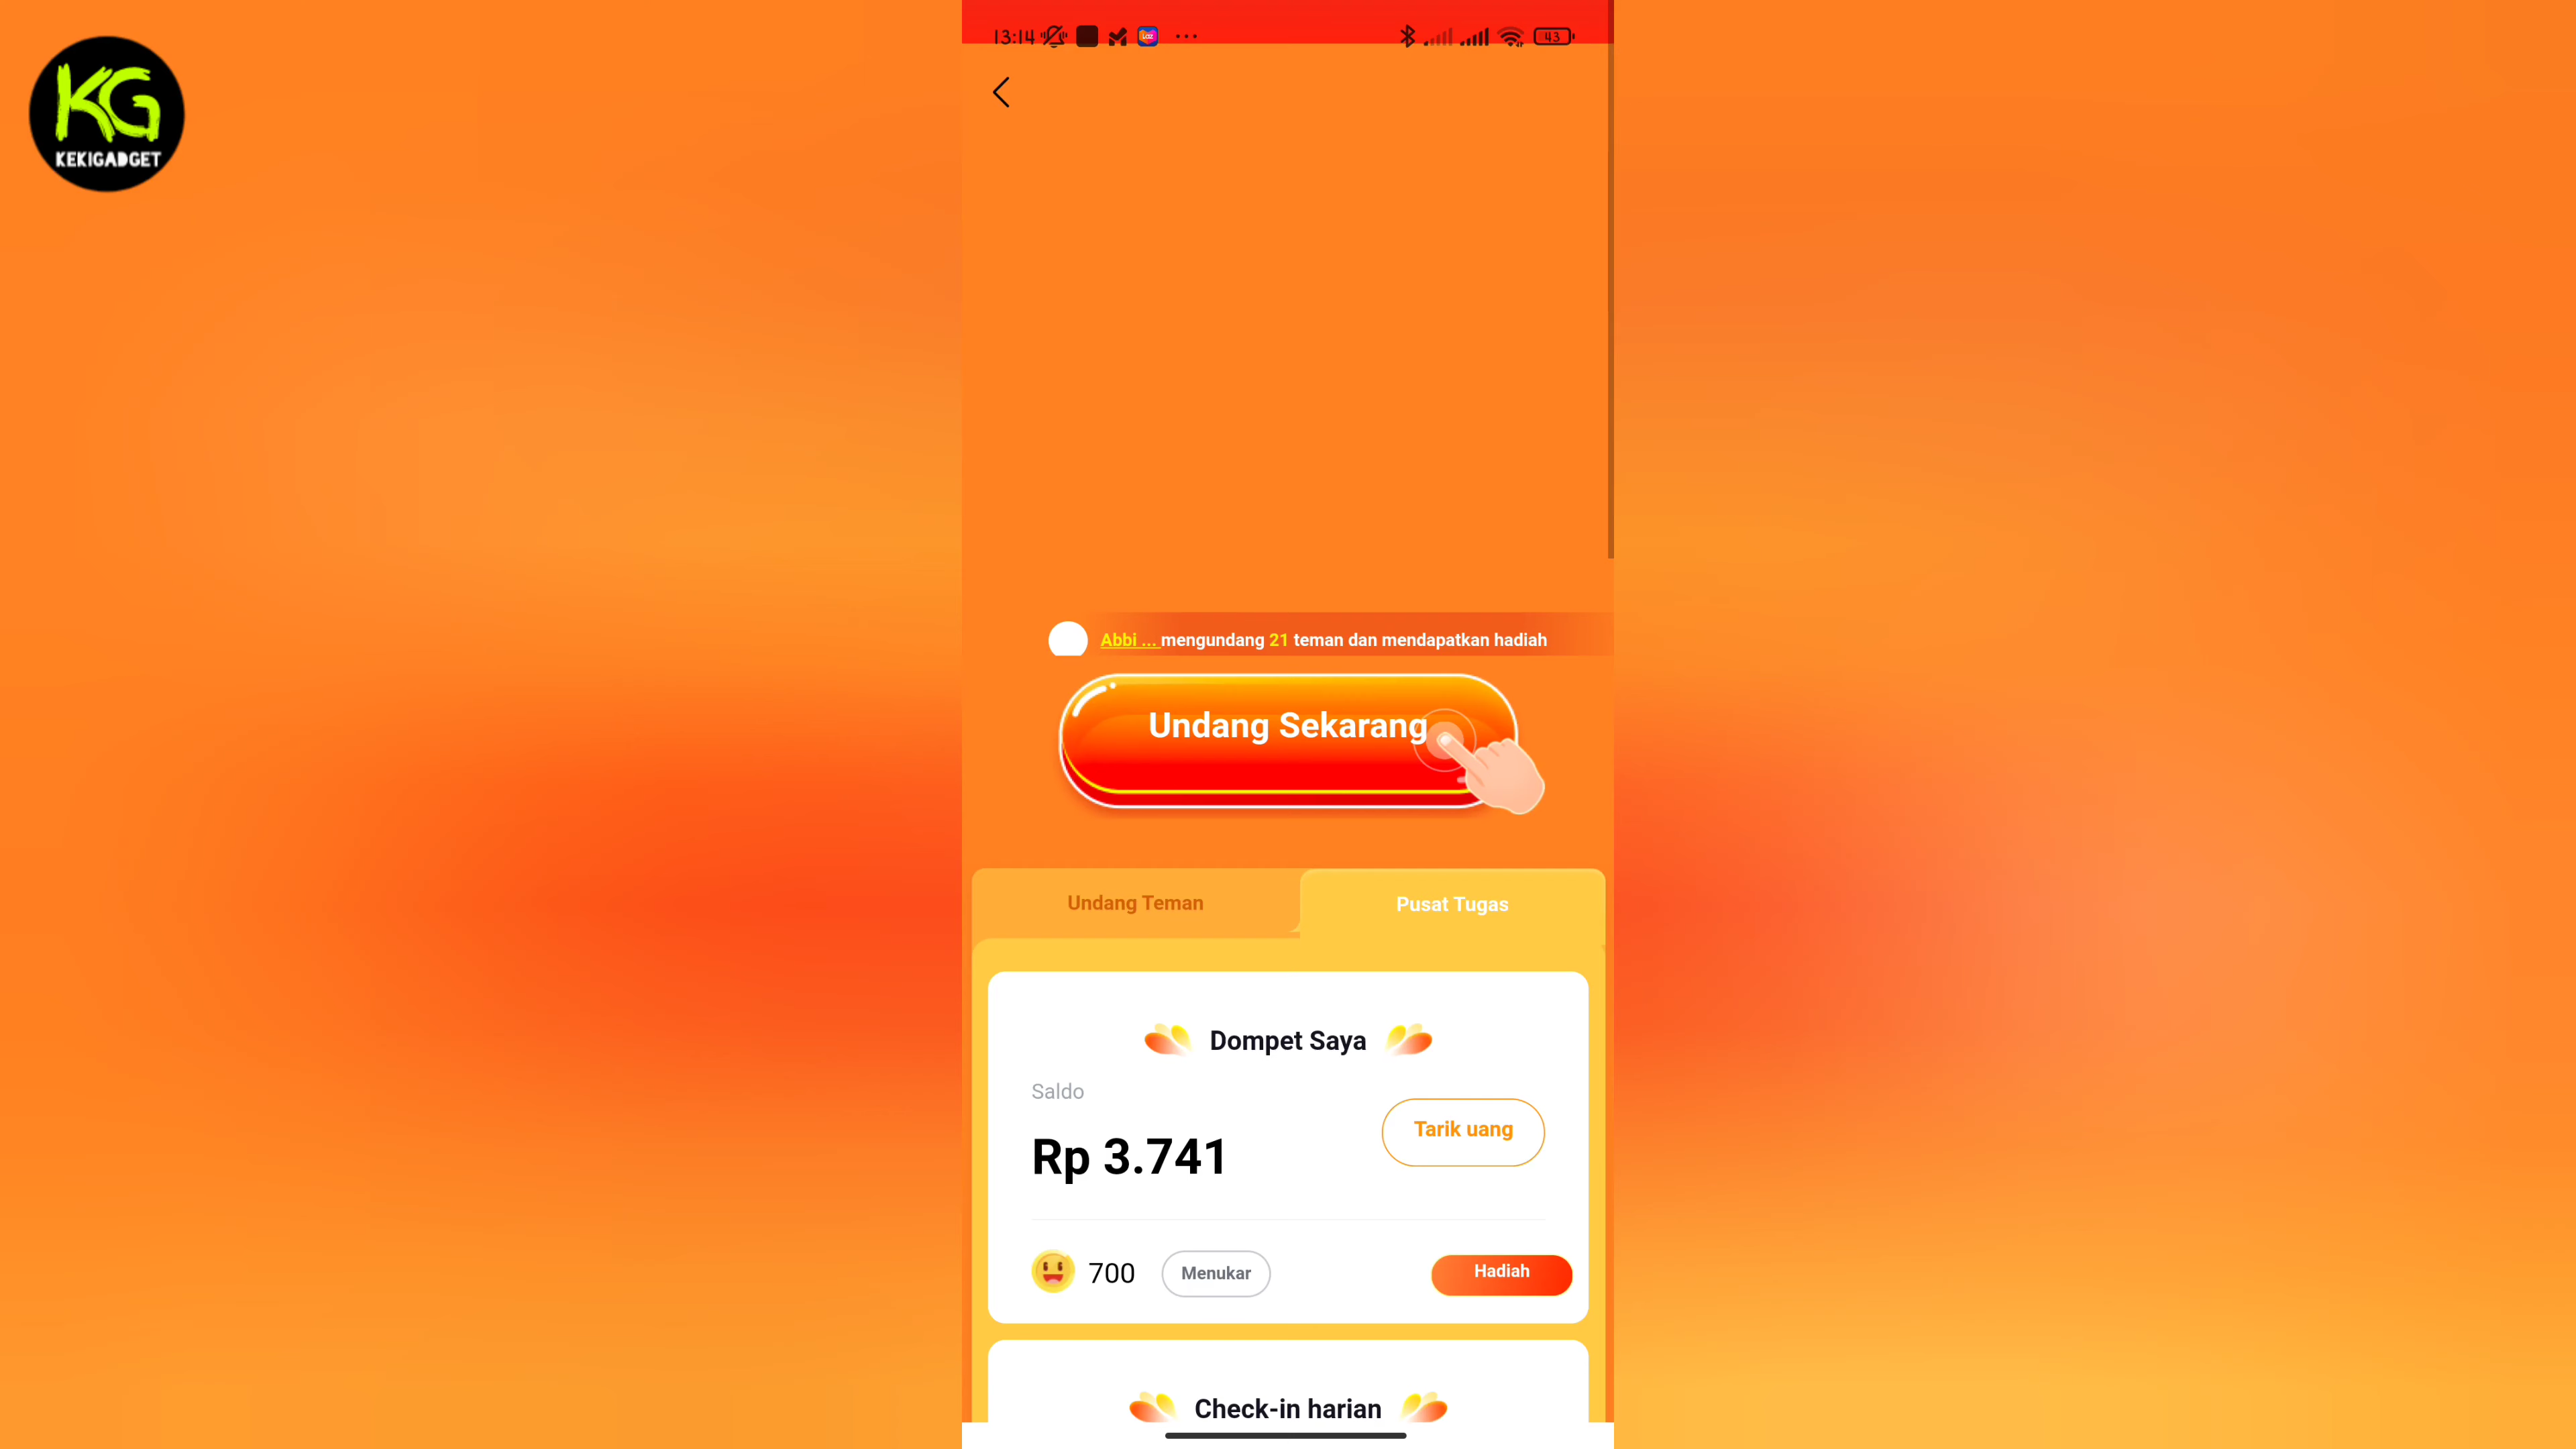 KG
KEKIGADGET
13:14
Laz
43
Abbi ... mengundang 21 teman dan mendapatkan hadiah
Undang Sekarang
Undang Teman
Pusat Tugas
Dompet Saya
Saldo
Rp 3.741
Tarik uang
700
Menukar
Hadiah
Check-in harian